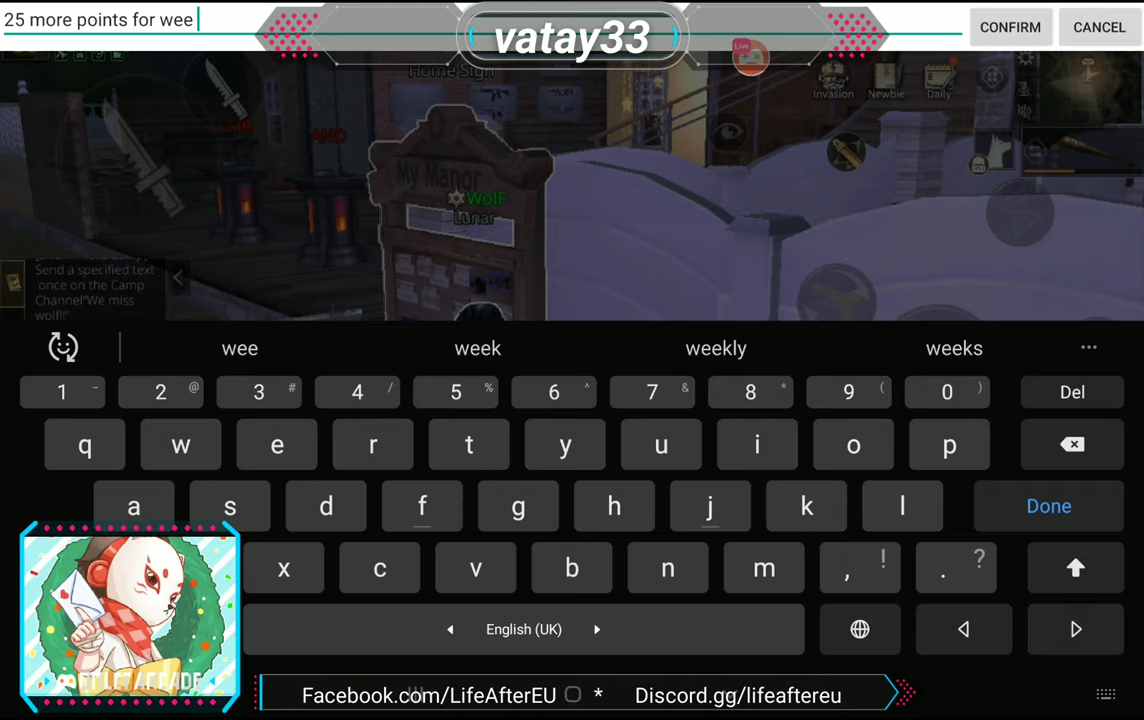 25 more points for wee
vatay33
CONFIRM
CANCEL
Live
Home Sign
Invasion
Newbie
Daily
AND
My Manor
WolF
Lunar
Send a specified text
once on the Camp
Channel"We miss
wolf!!"
wee
week
weekly
weeks
...
1 - 2 @ 3 # 4 / 5 % 6 ^ 7 & 8 * 9 ( 0 ) Del
q w e r t y u i o p
a s d f g h j k l Done
x c v b n m , ! . ?
English (UK)
Facebook.com/LifeAfterEU * Discord.gg/lifeaftereu